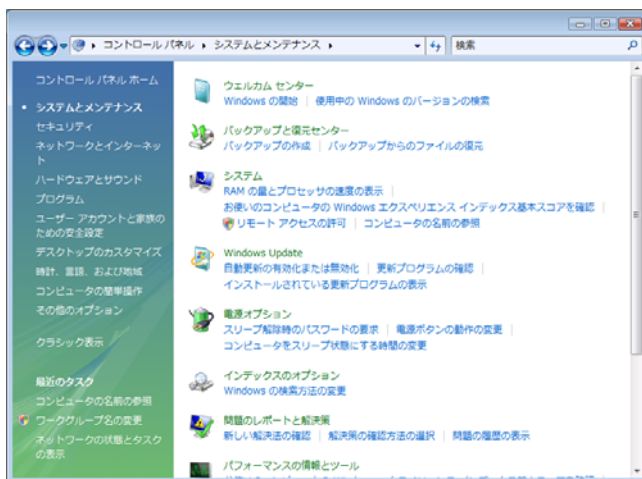 コントロール パネル ▸ システムとメンテナンス ▸
検索
コントロール パネル ホーム
システムとメンテナンス
セキュリティ
ネットワークとインターネッ
ト
ハードウェアとサウンド
プログラム
ユーザー アカウントと家族の
ための安全設定
デスクトップのカスタマイズ
時計、言語、および地域
コンピュータの簡単操作
その他のオプション
クラシック表示
最近のタスク
コンピュータの名前の参照
ワークグループ名の変更
ネットワークの状態とタスク
の表示
ウェルカム センター
Windows の開始 | 使用中の Windows のバージョンの検索
バックアップと復元センター
バックアップの作成 | バックアップからのファイルの復元
システム
RAM の量とプロセッサの速度の表示 |
お使いのコンピュータの Windows エクスペリエンス インデックス基本スコアを確認 |
リモート アクセスの許可 | コンピュータの名前の参照
Windows Update
自動更新の有効化または無効化 | 更新プログラムの確認 |
インストールされている更新プログラムの表示
電源オプション
スリープ解除時のパスワードの要求 | 電源ボタンの動作の変更 |
コンピュータをスリープ状態にする時間の変更
インデックスのオプション
Windows の検索方法の変更
問題のレポートと解決策
新しい解決法の確認 | 解決策の確認方法の選択 | 問題の履歴の表示
パフォーマンスの情報とツール